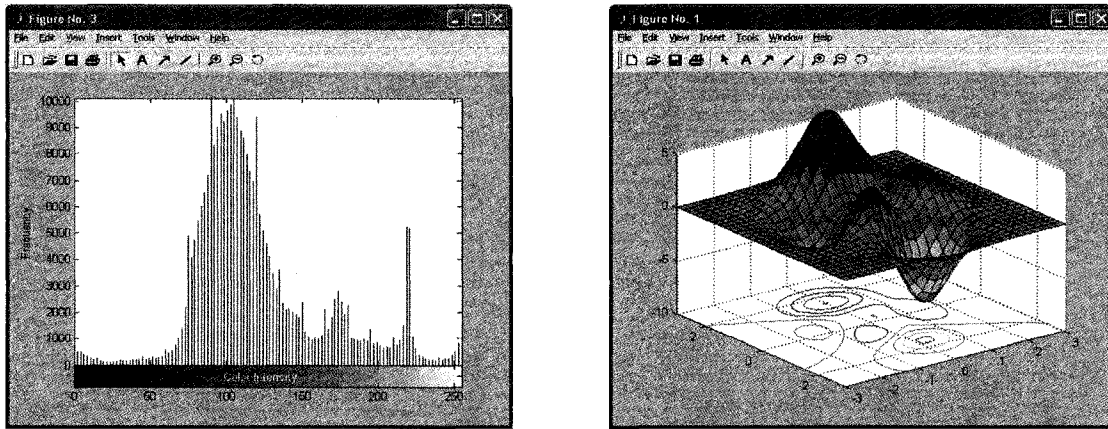 Figure No. 3
File Edit View Insert Tools Window Help
A
10000
9000
8000
7000
6000
5000
4000
3000
2000
1000
0
Frequency
Color Intensity
0 50 100 150 200 250
Figure No. 1
File Edit View Insert Tools Window Help
A
5
0
-5
-10
2
0
-2
-3
-2
-1
0
1
2
3